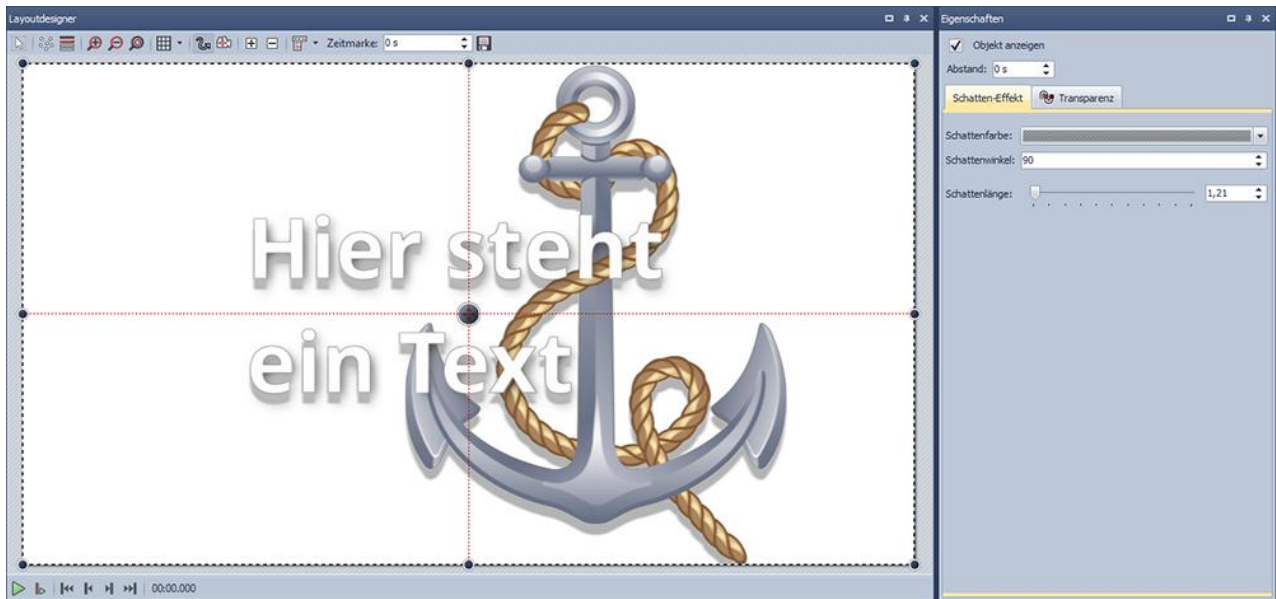 Layoutdesigner
Zeitmarke: 0 s
Hier steht
ein Text
00:00.000
Eigenschaften
Objekt anzeigen
Abstand: 0 s
Schatten-Effekt Transparenz
Schattenfarbe:
Schattenwinkel: 90
Schattenlänge: 1,21